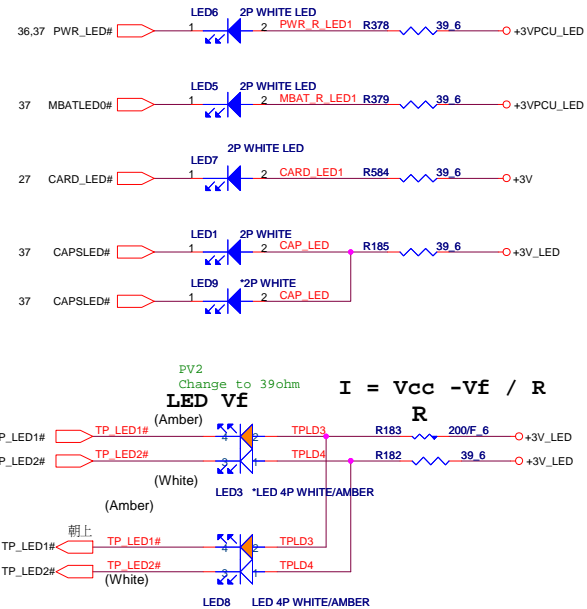 LED6 2P WHITE LED
36,37 PWR_LED# 1 2 PWR_R_LED1 R378 39_6 +3VPCU_LED
LED5 2P WHITE LED
37 MBATLED0# 1 2 MBAT_R_LED1 R379 39_6 +3VPCU_LED
2P WHITE LED
LED7
27 CARD_LED# 1 2 CARD_LED1 R584 39_6 +3V
LED1 2P WHITE
37 CAPSLED# 1 2 CAP_LED R185 39_6 +3V_LED
LED9 *2P WHITE
37 CAPSLED# 1 2 CAP_LED
PV2
Change to 39ohm
LED Vf I = Vcc -Vf / R
(Amber) R
P_LED1# TP_LED1# 4 2 TPLD3 R183 200/F_6 +3V_LED
P_LED2# TP_LED2# 3 1 TPLD4 R182 39_6 +3V_LED
(White)
LED3 *LED 4P WHITE/AMBER
(Amber)
朝上
TP_LED1# TP_LED1# 4 2 TPLD3
TP_LED2# TP_LED2# 3 1 TPLD4
(White)
LED8 LED 4P WHITE/AMBER